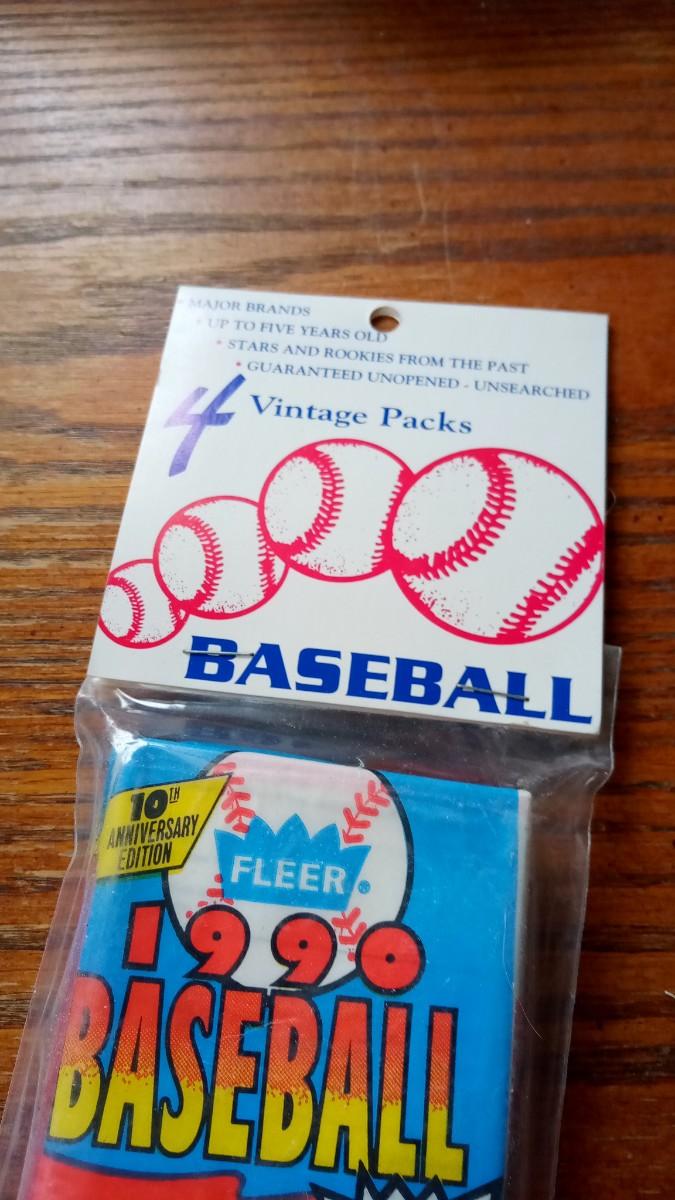 • MAJOR BRANDS
• UP TO FIVE YEARS OLD
• STARS AND ROOKIES FROM THE PAST
• GUARANTEED UNOPENED - UNSEARCHED
4 Vintage Packs
BASEBALL
10TH
ANNIVERSARY
EDITION
FLEER®
1990
BASEBALL